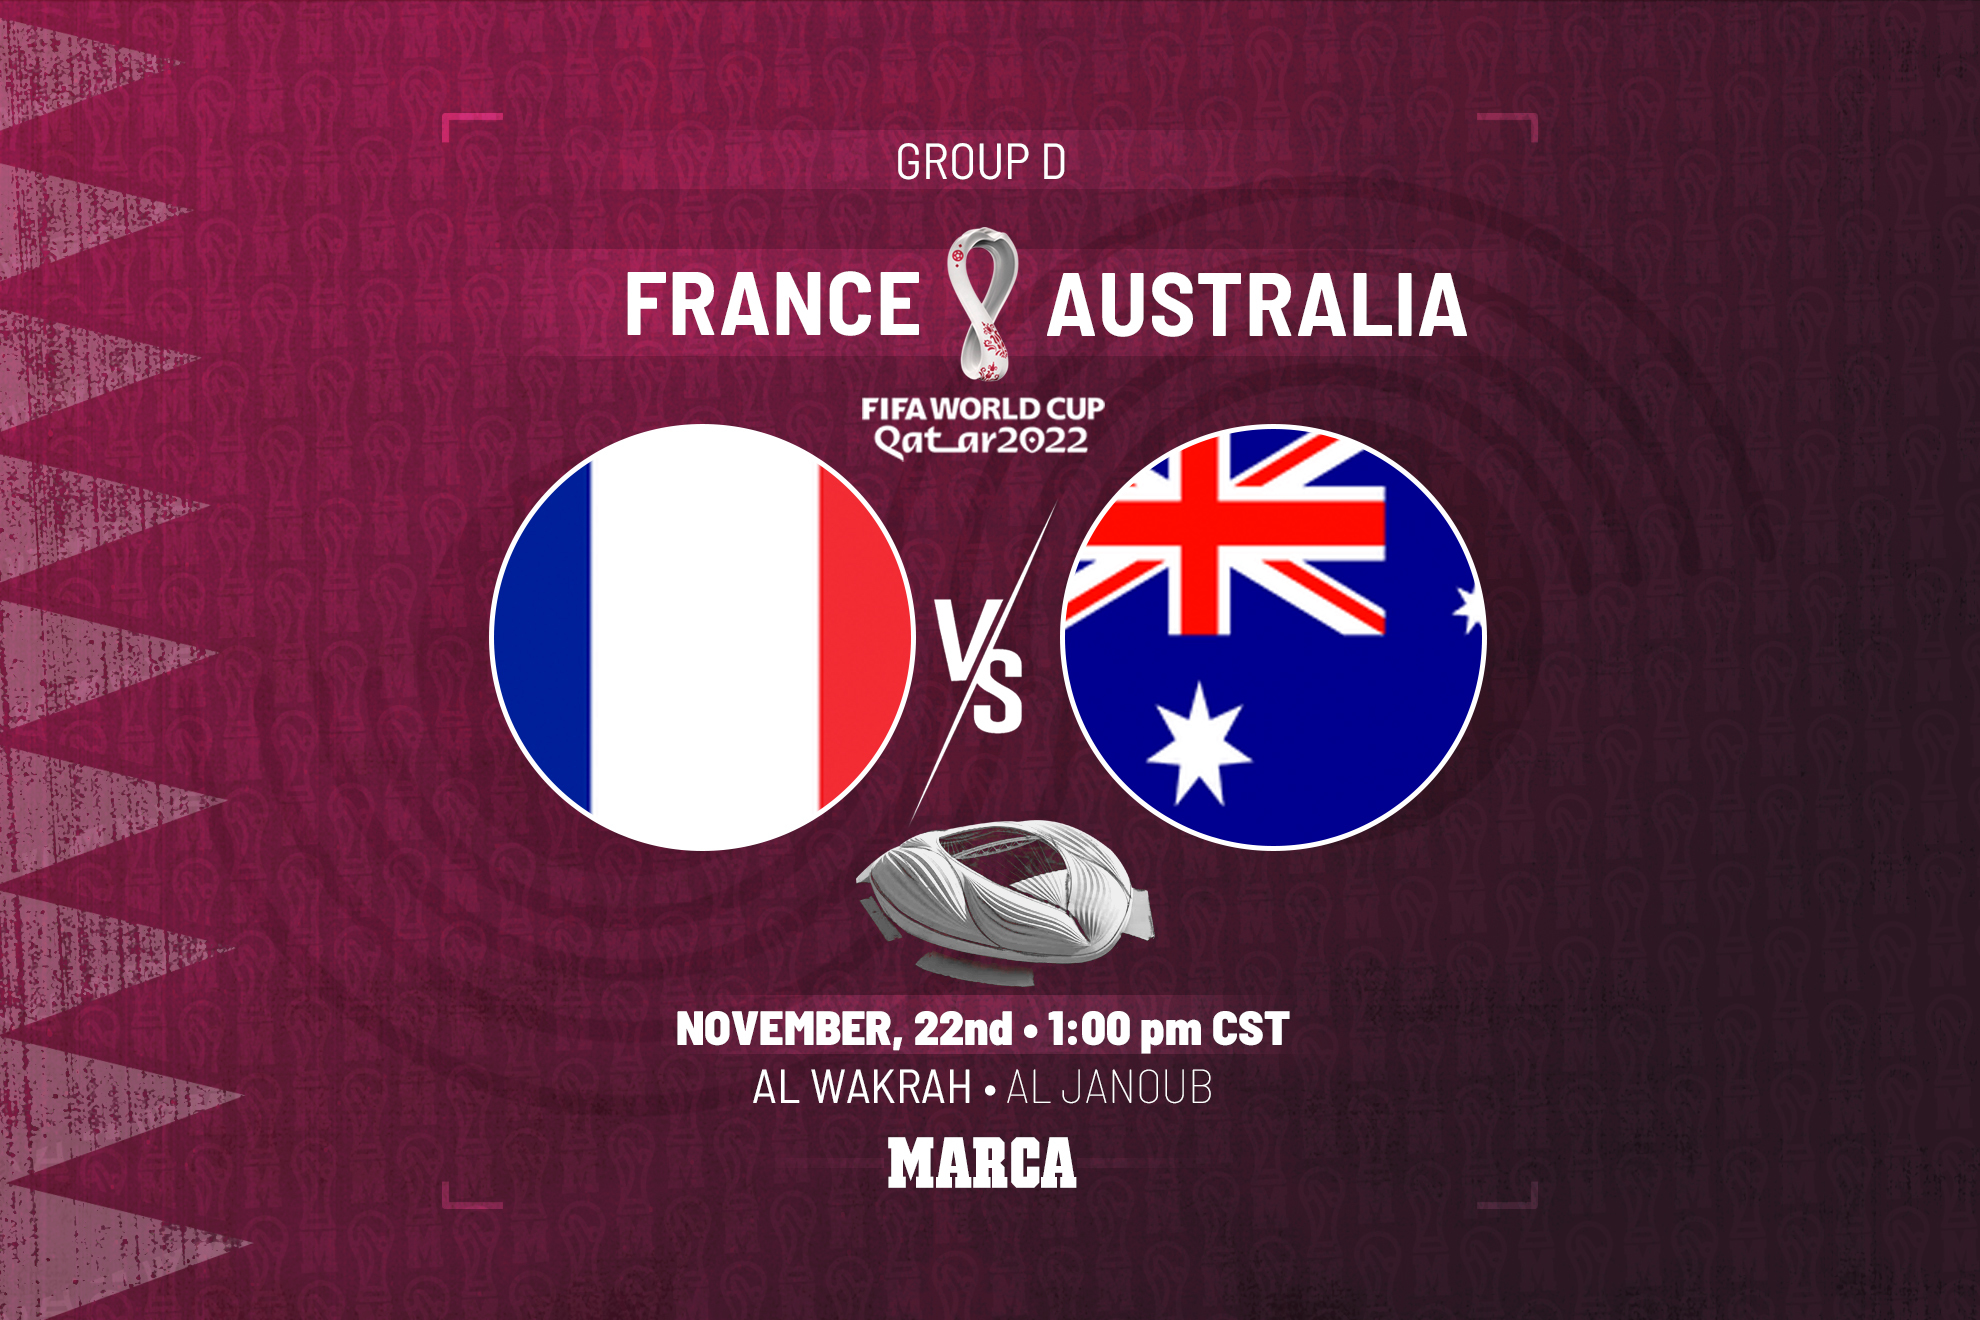 GROUP D
FRANCE AUSTRALIA
FIFA WORLD CUP
Qatar2022
VS
NOVEMBER, 22nd • 1:00 pm CST
AL WAKRAH • AL JANOUB
MARCA